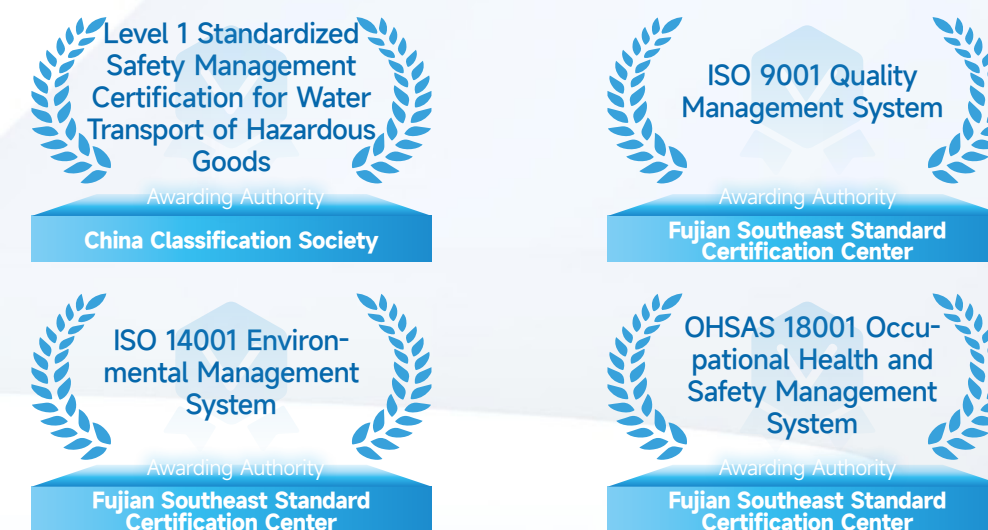 Level 1 Standardized
Safety Management
Certification for Water
Transport of Hazardous
Goods
Awarding Authority
China Classification Society
ISO 9001 Quality
Management System
Awarding Authority
Fujian Southeast Standard
Certification Center
ISO 14001 Environ-
mental Management
System
Awarding Authority
Fujian Southeast Standard
Certification Center
OHSAS 18001 Occu-
pational Health and
Safety Management
System
Awarding Authority
Fujian Southeast Standard
Certification Center